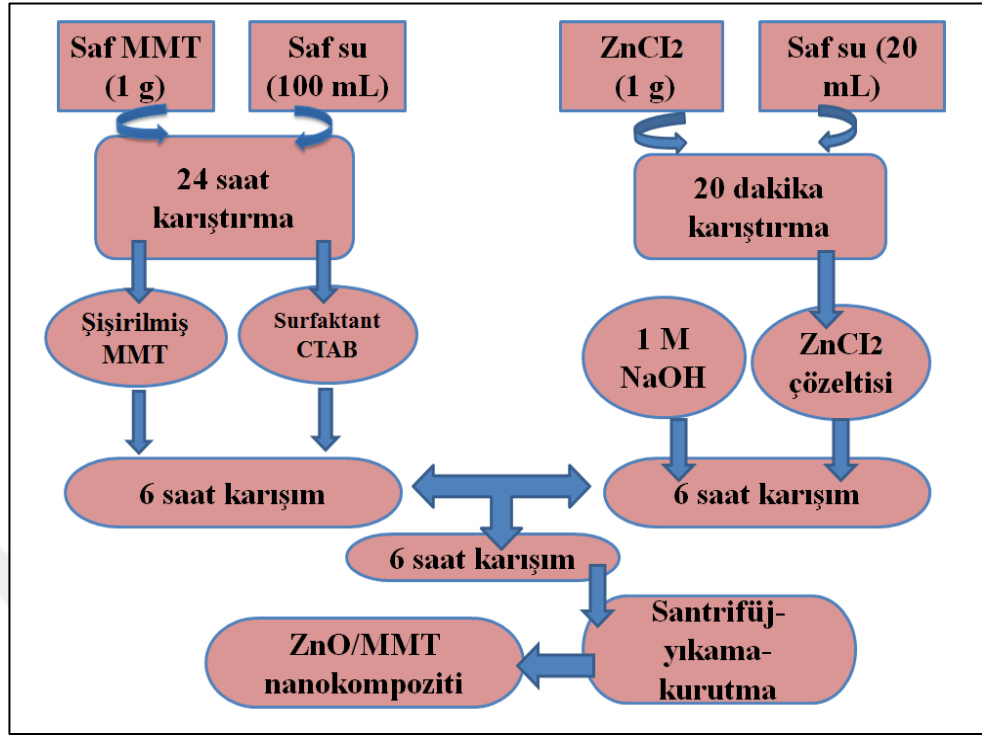 Saf MMT
(1 g)
Saf su
(100 mL)
ZnCI2
(1 g)
Saf su (20
mL)
24 saat
karıştırma
20 dakika
karıştırma
Şişirilmiş
MMT
Surfaktant
CTAB
1 M
NaOH
ZnCI2
çözeltisi
6 saat karışım
6 saat karışım
6 saat karışım
Santrifüj-
yıkama-
kurutma
ZnO/MMT
nanokompoziti